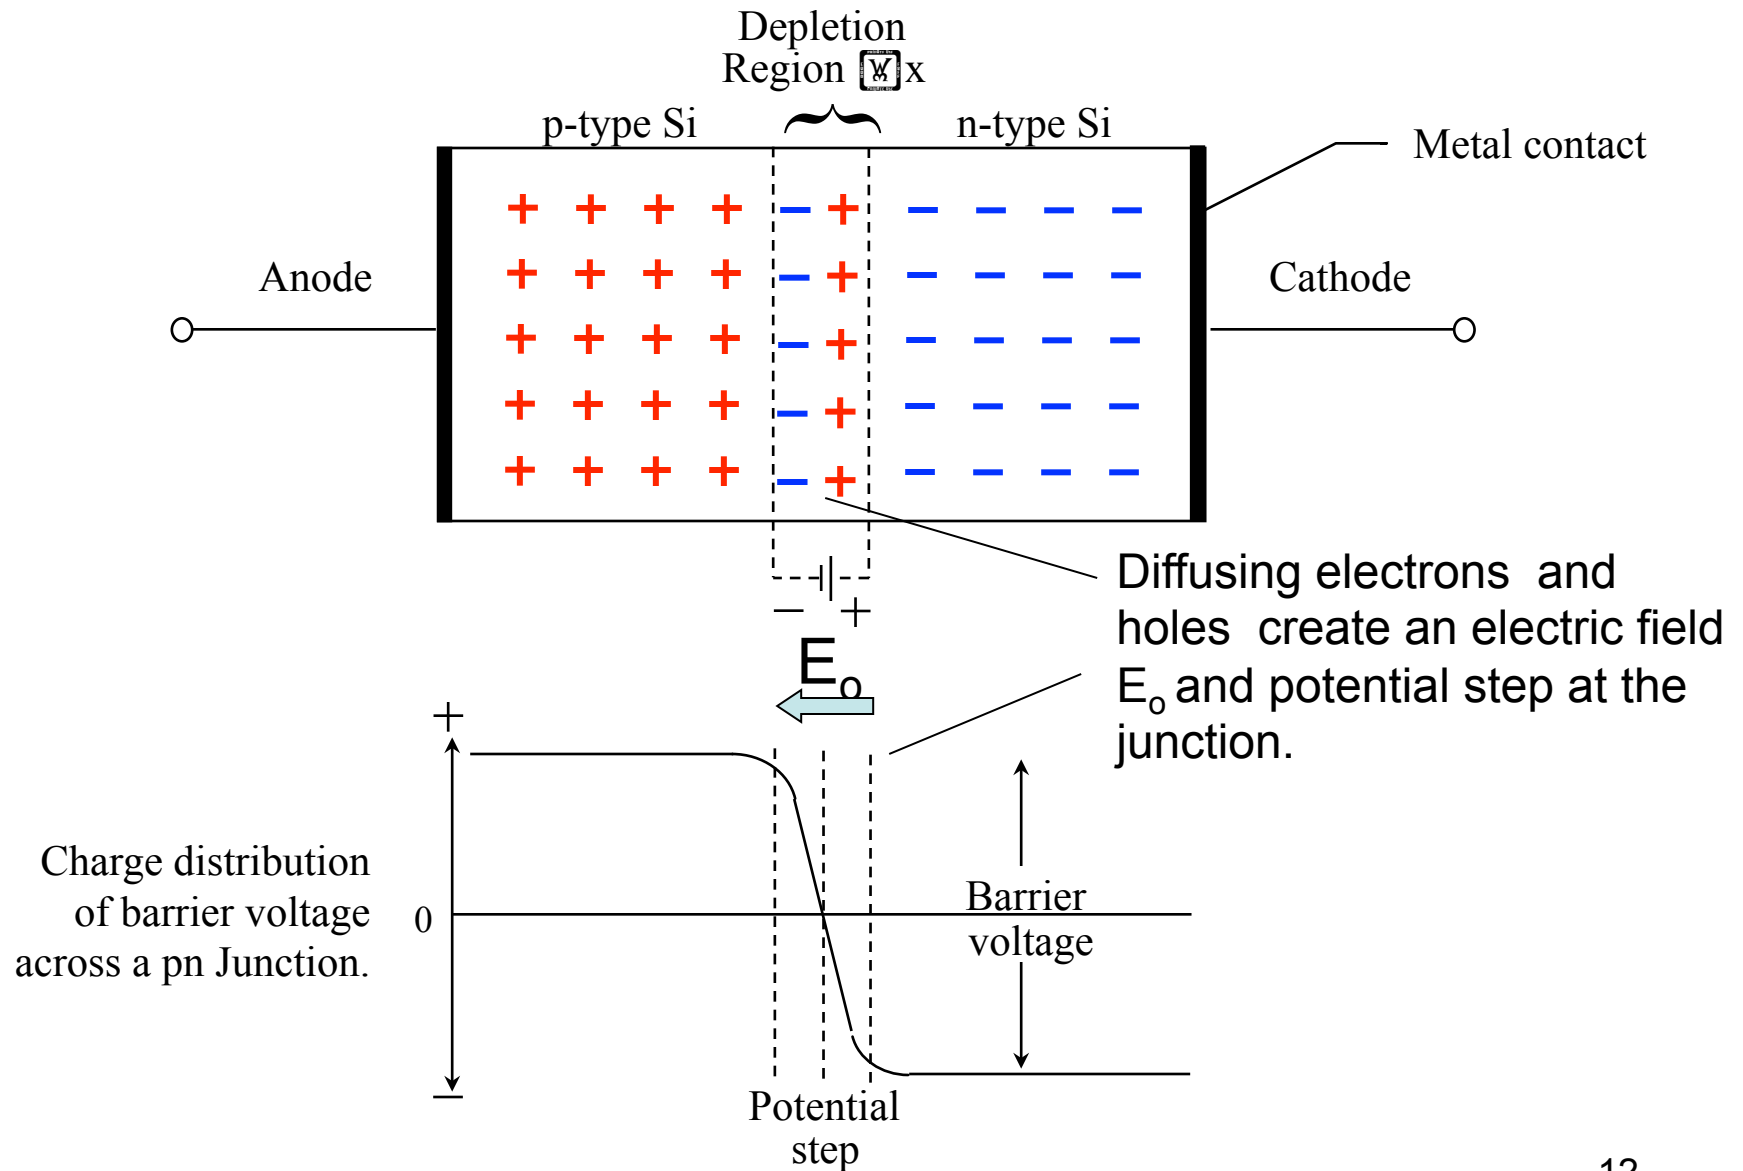 Depletion
Region x
p-type Si
n-type Si
Metal contact
Anode
Cathode
− +
Eo
Diffusing electrons and
holes create an electric field
Eo and potential step at the
junction.
+
Charge distribution
of barrier voltage
across a pn Junction.
0
Barrier
voltage
−
Potential
step
12